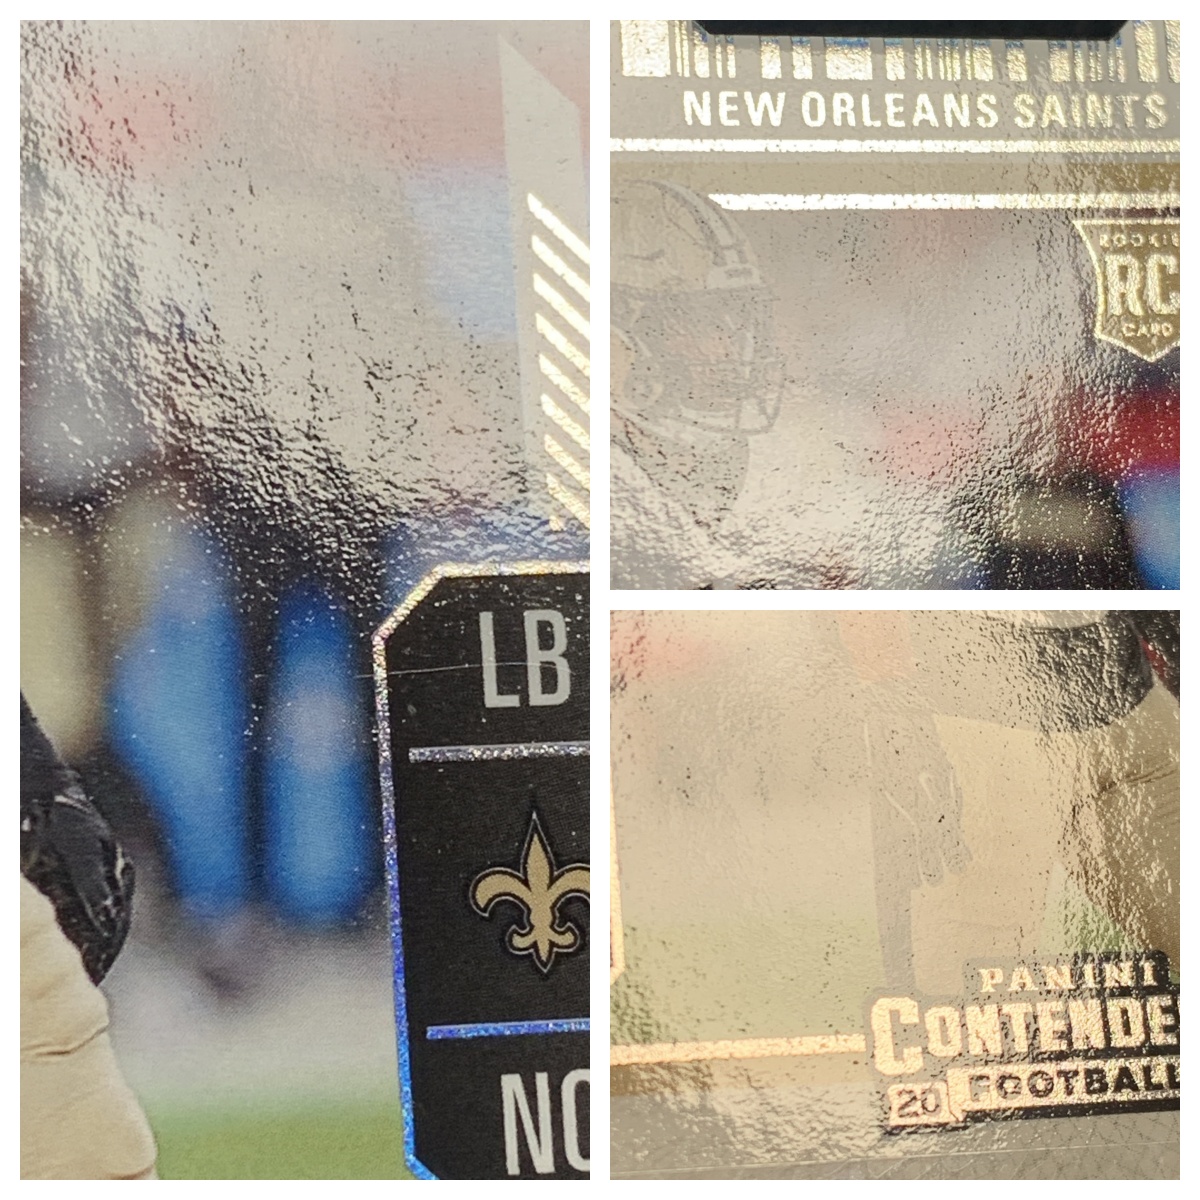 LB
NO
NEW ORLEANS SAINTS
ROOKIE
RC
CARD
PANINI
CONTENDE
20 FOOTBALL